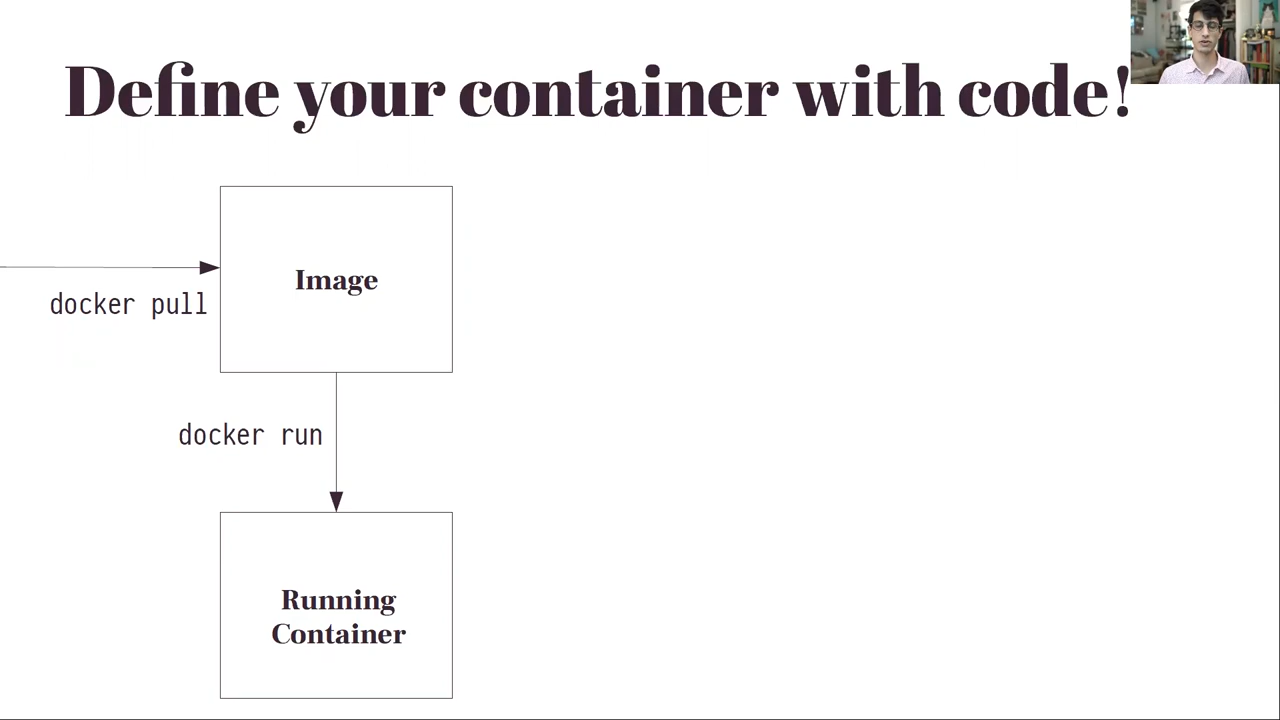 Define your container with code!
Image
docker pull
docker run
Running
Container